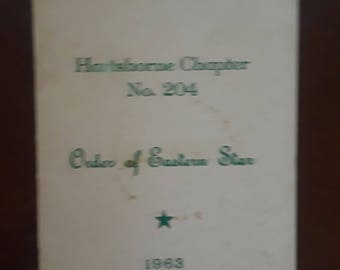 Hartshorne Chapter
No. 204
Order of Eastern Star
1963